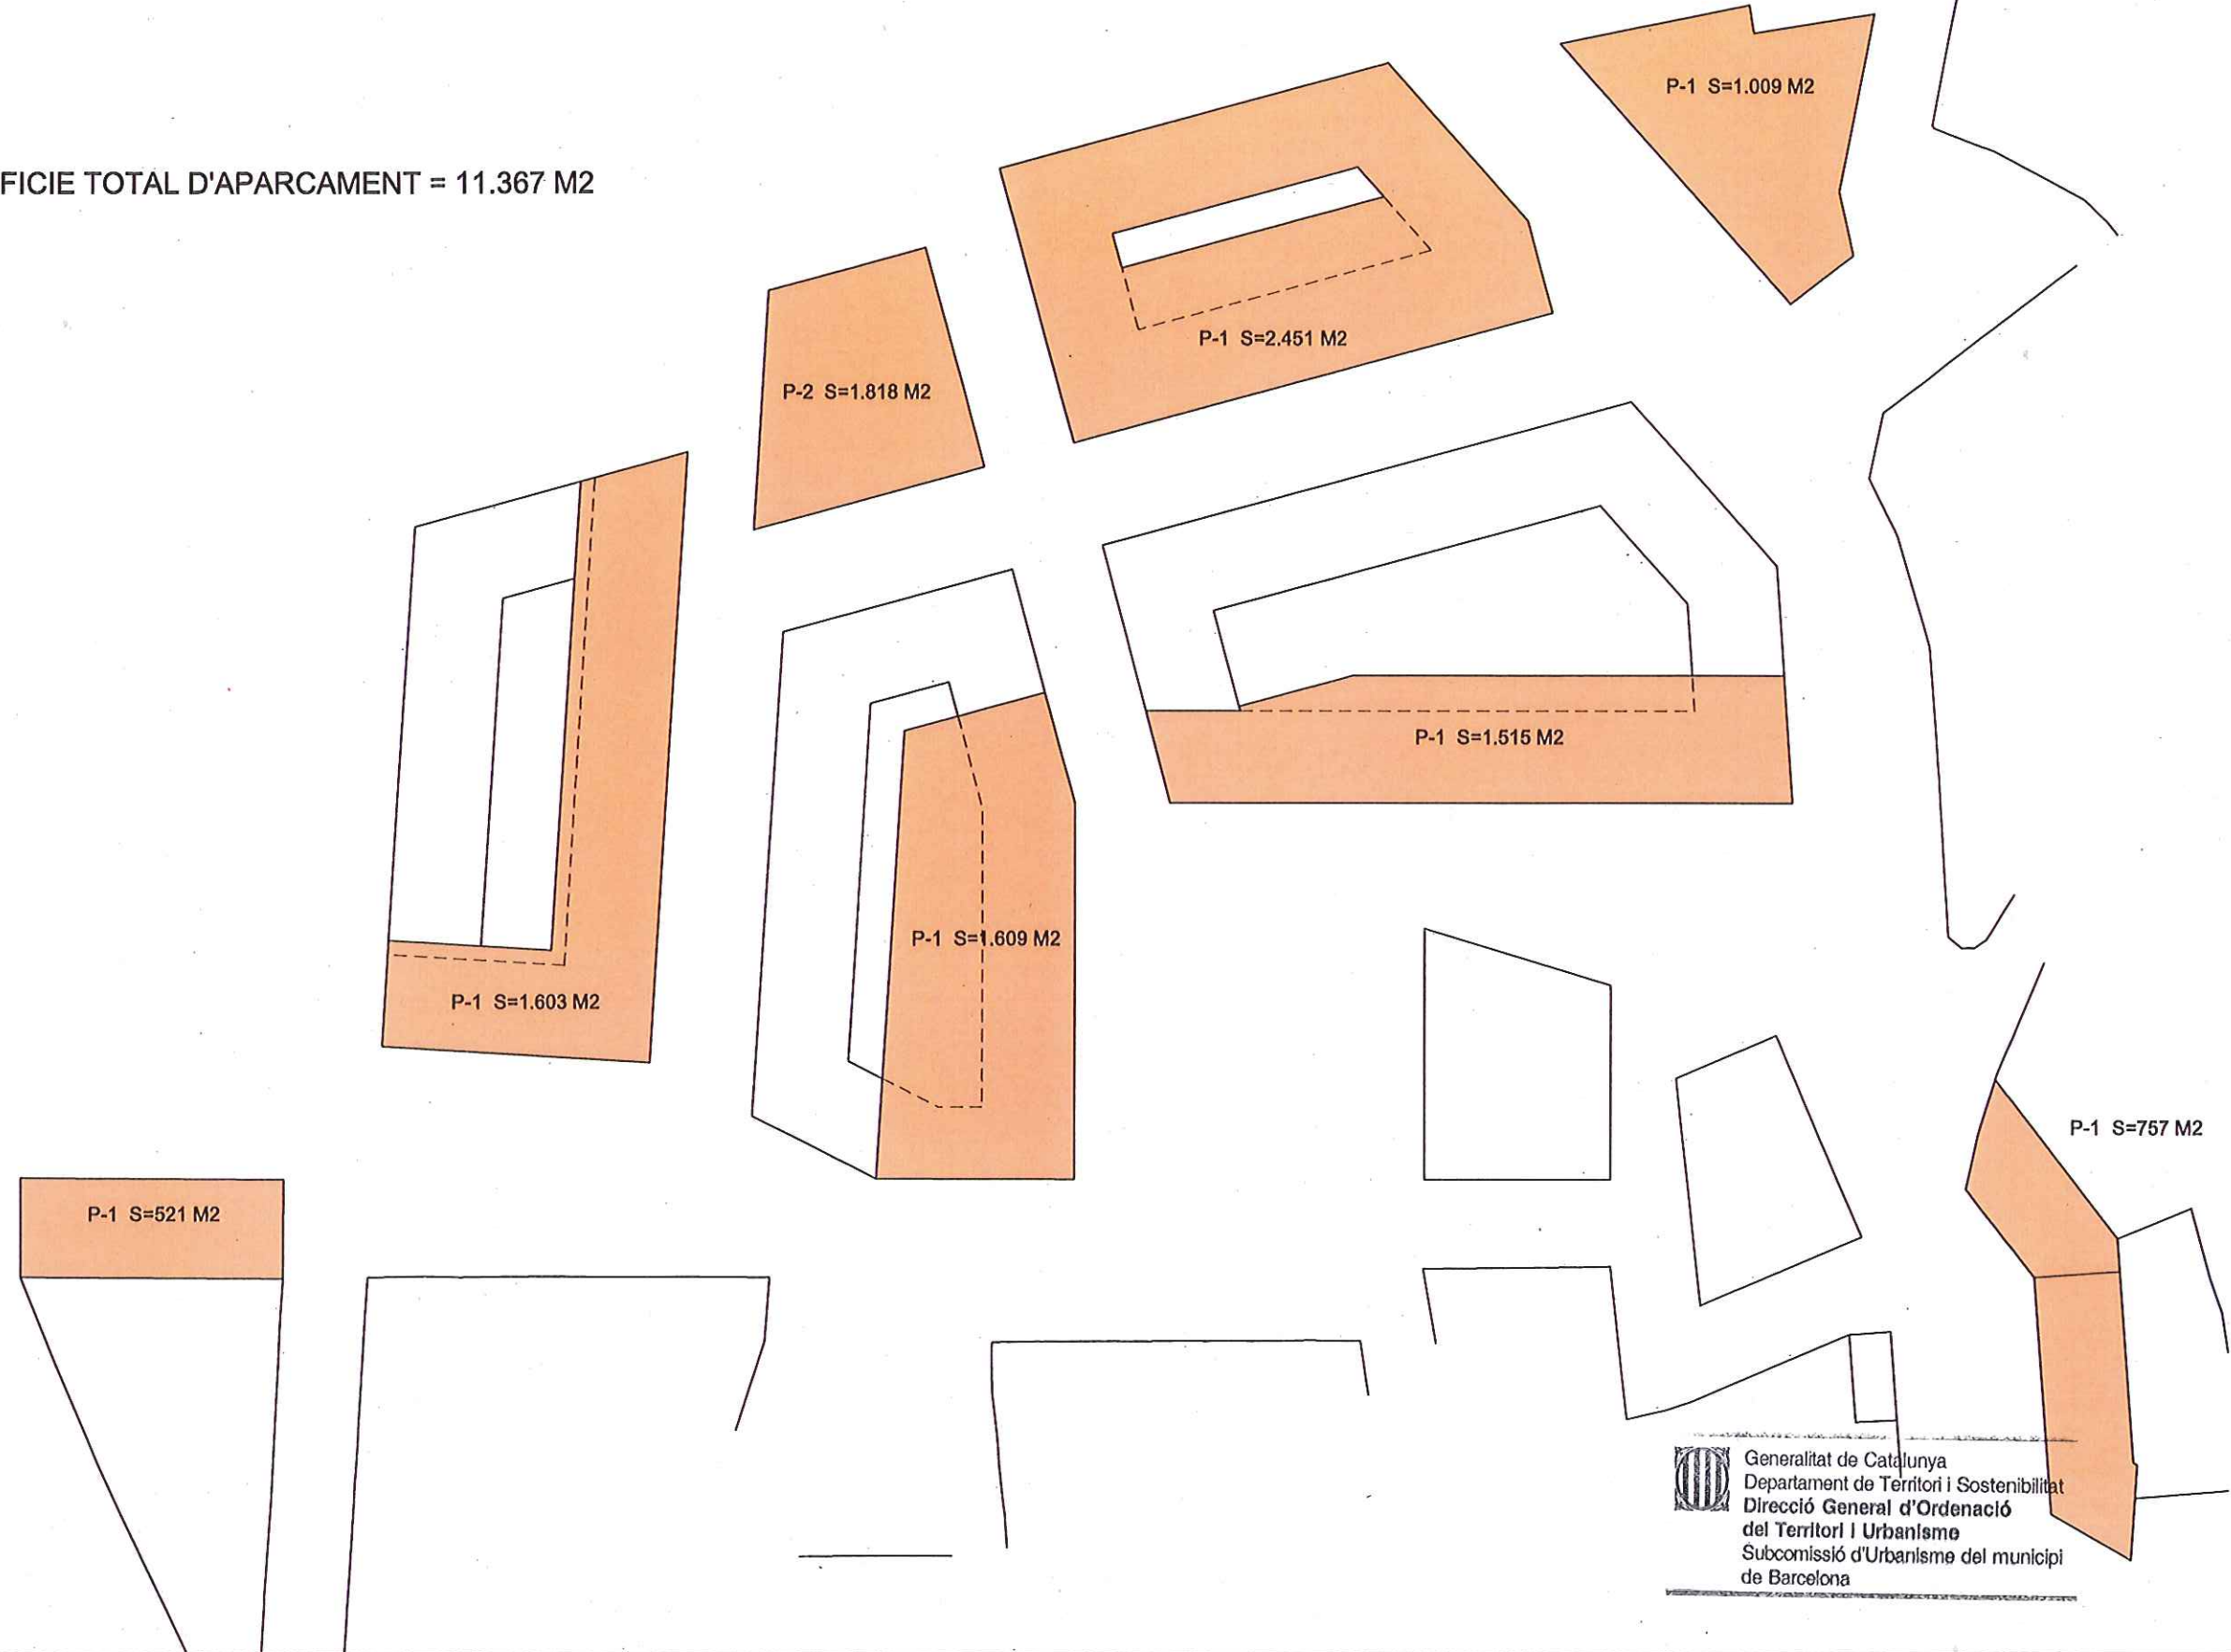 P-1 S=1.009 M2
FICIE TOTAL D'APARCAMENT = 11.367 M2
P-1 S=2.451 M2
P-2 S=1.818 M2
P-1 S=1.515 M2
P-1 S=1.609 M2
P-1 S=1.603 M2
P-1 S=757 M2
P-1 S=521 M2
Generalitat de Catalunya
Departament de Territori i Sostenibilitat
Direcció General d'Ordenació
del Territori i Urbanisme
Subcomissió d'Urbanisme del municipi
de Barcelona